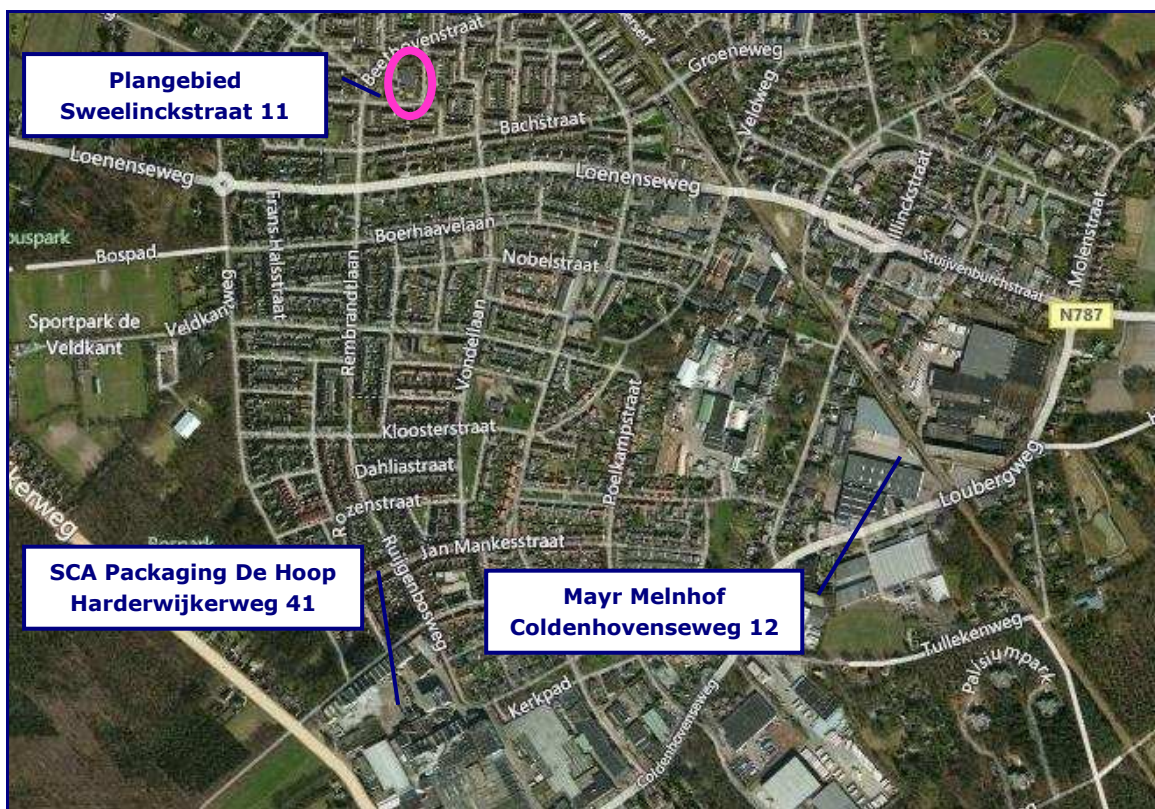 Beethovenstraat
Groeneweg
Plangebied
Sweelinckstraat 11
Veldweg
Bachstraat
Loenenseweg
Loenenseweg
Frans Halsstraat
Boerhaavelaan
Bospad
Nobelstraat
Stuijvenburchstraat
Molenstraat
N787
Sportpark de
Veldkant
Veldkantweg
Rembrandtlaan
Vondellaan
Kloosterstraat
Dahliastraat
Poelkampstraat
Loubergweg
Rozenstraat
Jan Mankesstraat
Ruigenbosweg
SCA Packaging De Hoop
Harderwijkerweg 41
Mayr Melnhof
Coldenhovenseweg 12
Tullekenweg
Palisiumpark
Kerkpad
Coldenhovenseweg